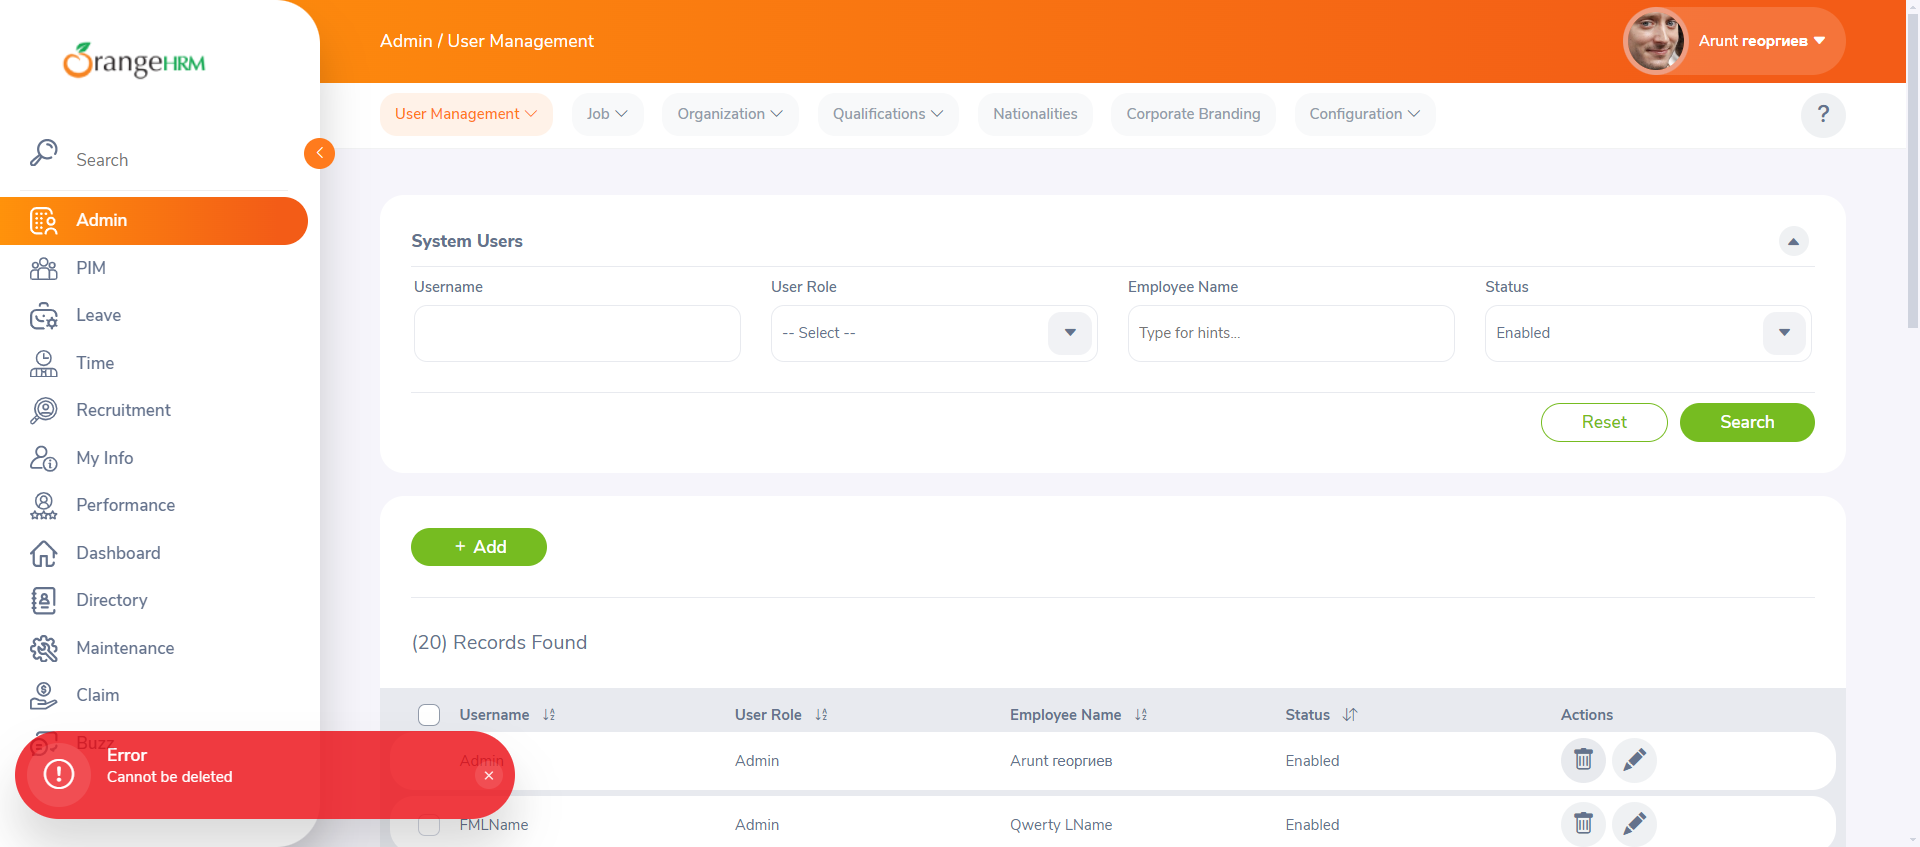 OrangeHRM
Admin / User Management
Arunt георгиев
User Management
Job
Organization
Qualifications
Nationalities
Corporate Branding
Configuration
?
Search
Admin
PIM
Leave
Time
Recruitment
My Info
Performance
Dashboard
Directory
Maintenance
Claim
Buzz
System Users
Username
User Role
Employee Name
Status
-- Select --
Type for hints...
Enabled
Reset
Search
+ Add
(20) Records Found
Username
User Role
Employee Name
Status
Actions
Admin
Admin
Arunt георгиев
Enabled
FMLName
Admin
Qwerty LName
Enabled
Error
Cannot be deleted